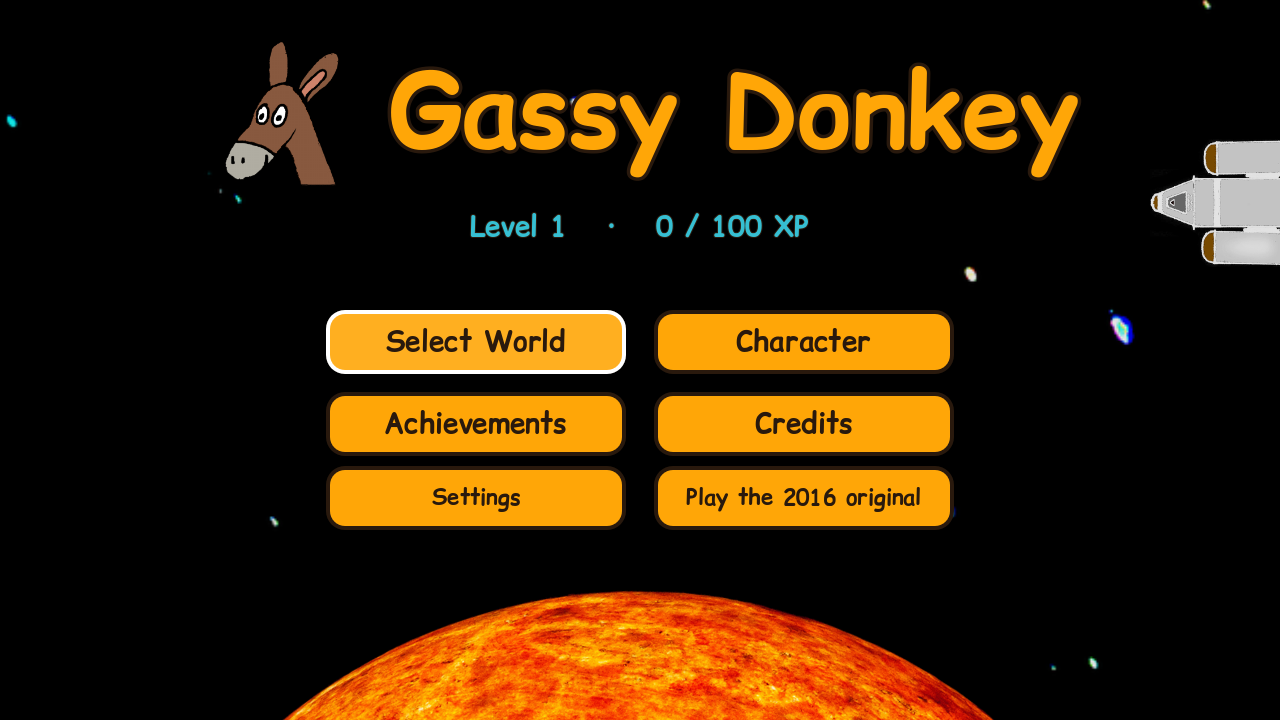 Gassy Donkey
Level 1 · 0 / 100 XP
Select World
Character
Achievements
Credits
Settings
Play the 2016 original